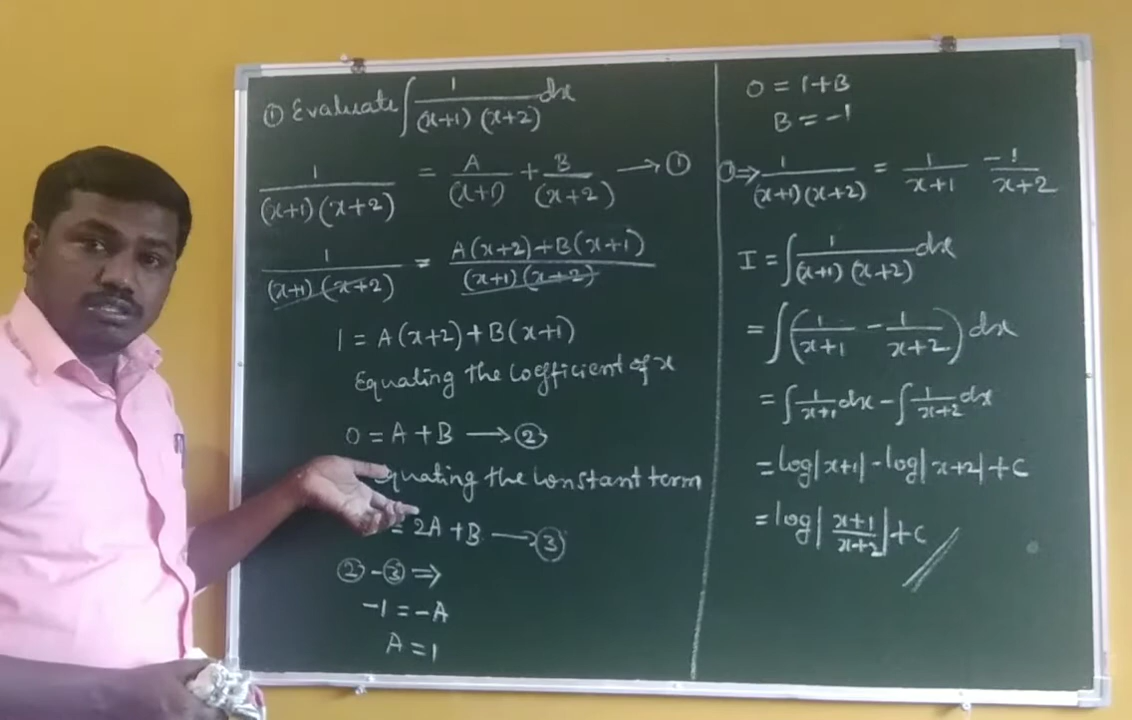 ① Evaluate ∫ 1/((x+1)(x+2)) dx
1/((x+1)(x+2)) = A/(x+1) + B/(x+2) → ①
1/((x+1)(x+2)) = (A(x+2)+B(x+1))/((x+1)(x+2))
1 = A(x+2)+B(x+1)
Equating the coefficient of x
0 = A+B → ②
quating the constant term
= 2A+B → ③
②-③ ⇒
-1 = -A
A = 1
0 = 1+B
B = -1
①⇒ 1/((x+1)(x+2)) = 1/(x+1) -1/(x+2)
I = ∫ 1/((x+1)(x+2)) dx
= ∫ (1/(x+1) - 1/(x+2)) dx
= ∫ 1/(x+1) dx - ∫ 1/(x+2) dx
= log|x+1| - log|x+2| + c
= log|(x+1)/(x+2)| + c